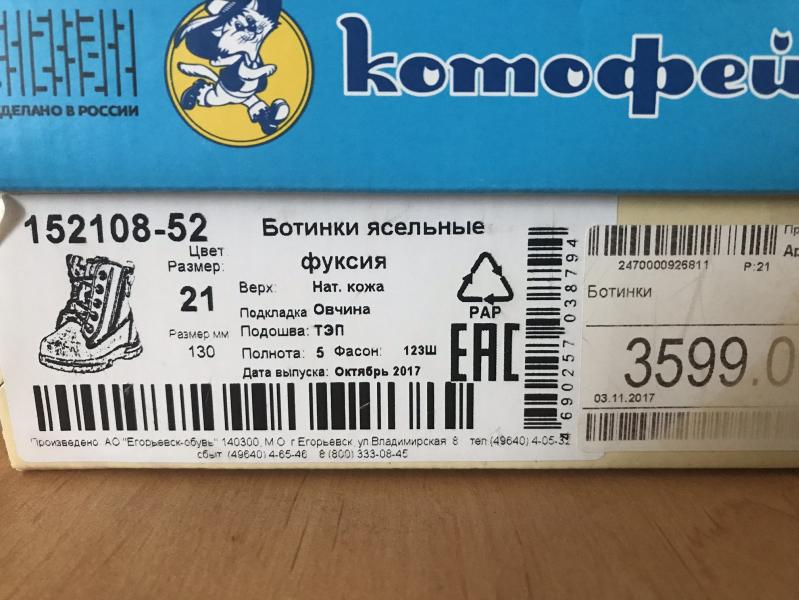 котофей
ДЕЛАНО В РОССИИ
152108-52
Ботинки ясельные
Цвет
фуксия
Размер:
21
Верх: Нат. кожа
Подкладка Овчина
Размер мм
130
Подошва: ТЭП
Полнота: 5 Фасон: 123Ш
Дата выпуска: Октябрь 2017
PAP
EAC
4690257038794
Произведено АО "Егорьевск-обувь" 140300, М.О. г Егорьевск, ул.Владимирская 8 тел (49640) 4-05-32
сбыт (49640) 4-65-46 8 (800) 333-08-45
2470000926811
Р:21
Ботинки
3599.0
03.11.2017